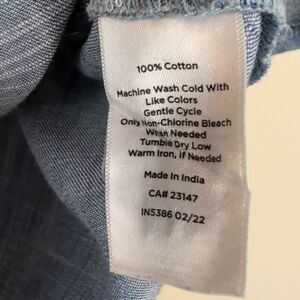 100% Cotton
Machine Wash Cold With
Like Colors
Gentle Cycle
Only Non-Chlorine Bleach
When Needed
Tumble Dry Low
Warm Iron, if Needed
Made In India
CA# 23147
IN5386 02/22